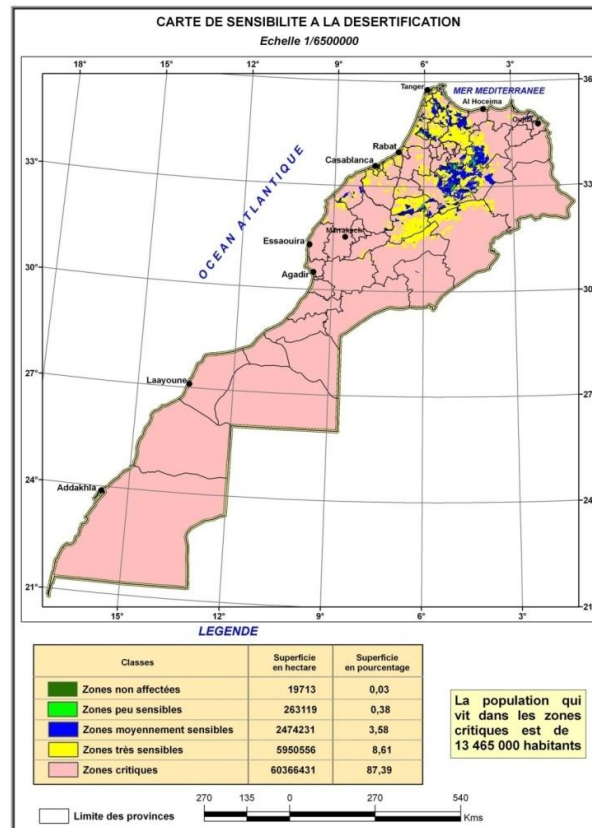 CARTE DE SENSIBILITE A LA DESERTIFICATION
Echelle 1/6500000
9° 6° 3°
36
Tanger
MER MEDITERRANEE
Al Hoceima
Oujda
Rabat
Casablanca
33°
33
OCEAN ATLANTIQUE
Marrakech
Essaouira
30°
30
Agadir
27°
27
Laayoune
24°
24
Addakhla
21°
21
15° 12° 9° 6° 3°
LEGENDE
Classes Superficie en hectare Superficie en pourcentage
Zones non affectées 19713 0,03
Zones peu sensibles 263119 0,38
Zones moyennement sensibles 2474231 3,58
Zones très sensibles 5950556 8,61
Zones critiques 60366431 87,39
La population qui
vit dans les zones
critiques est de
13 465 000 habitants
Limite des provinces
270 135 0 270 540
Kms